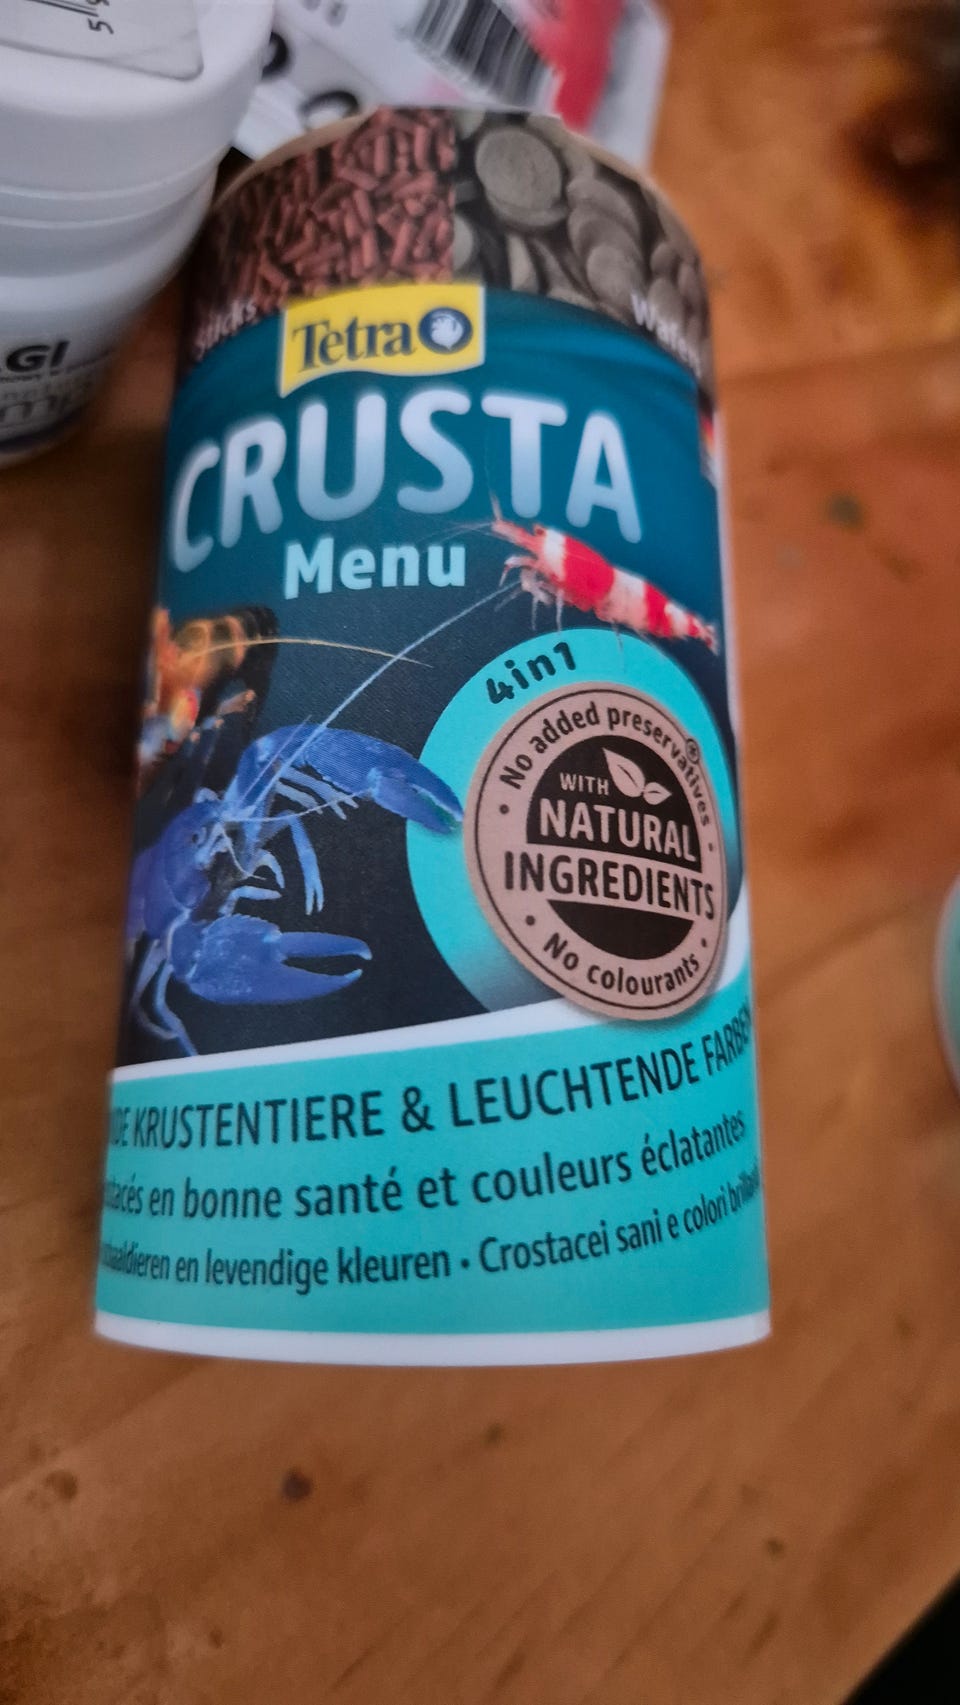 Sticks
Wafers
Tetra
CRUSTA
Menu
4in1
No added preservatives
WITH
NATURAL
INGREDIENTS
No colourants
KRUSTENTIERE & LEUCHTENDE FARBEN
en bonne santé et couleurs éclatantes
en levendige kleuren • Crostacei sani e colori